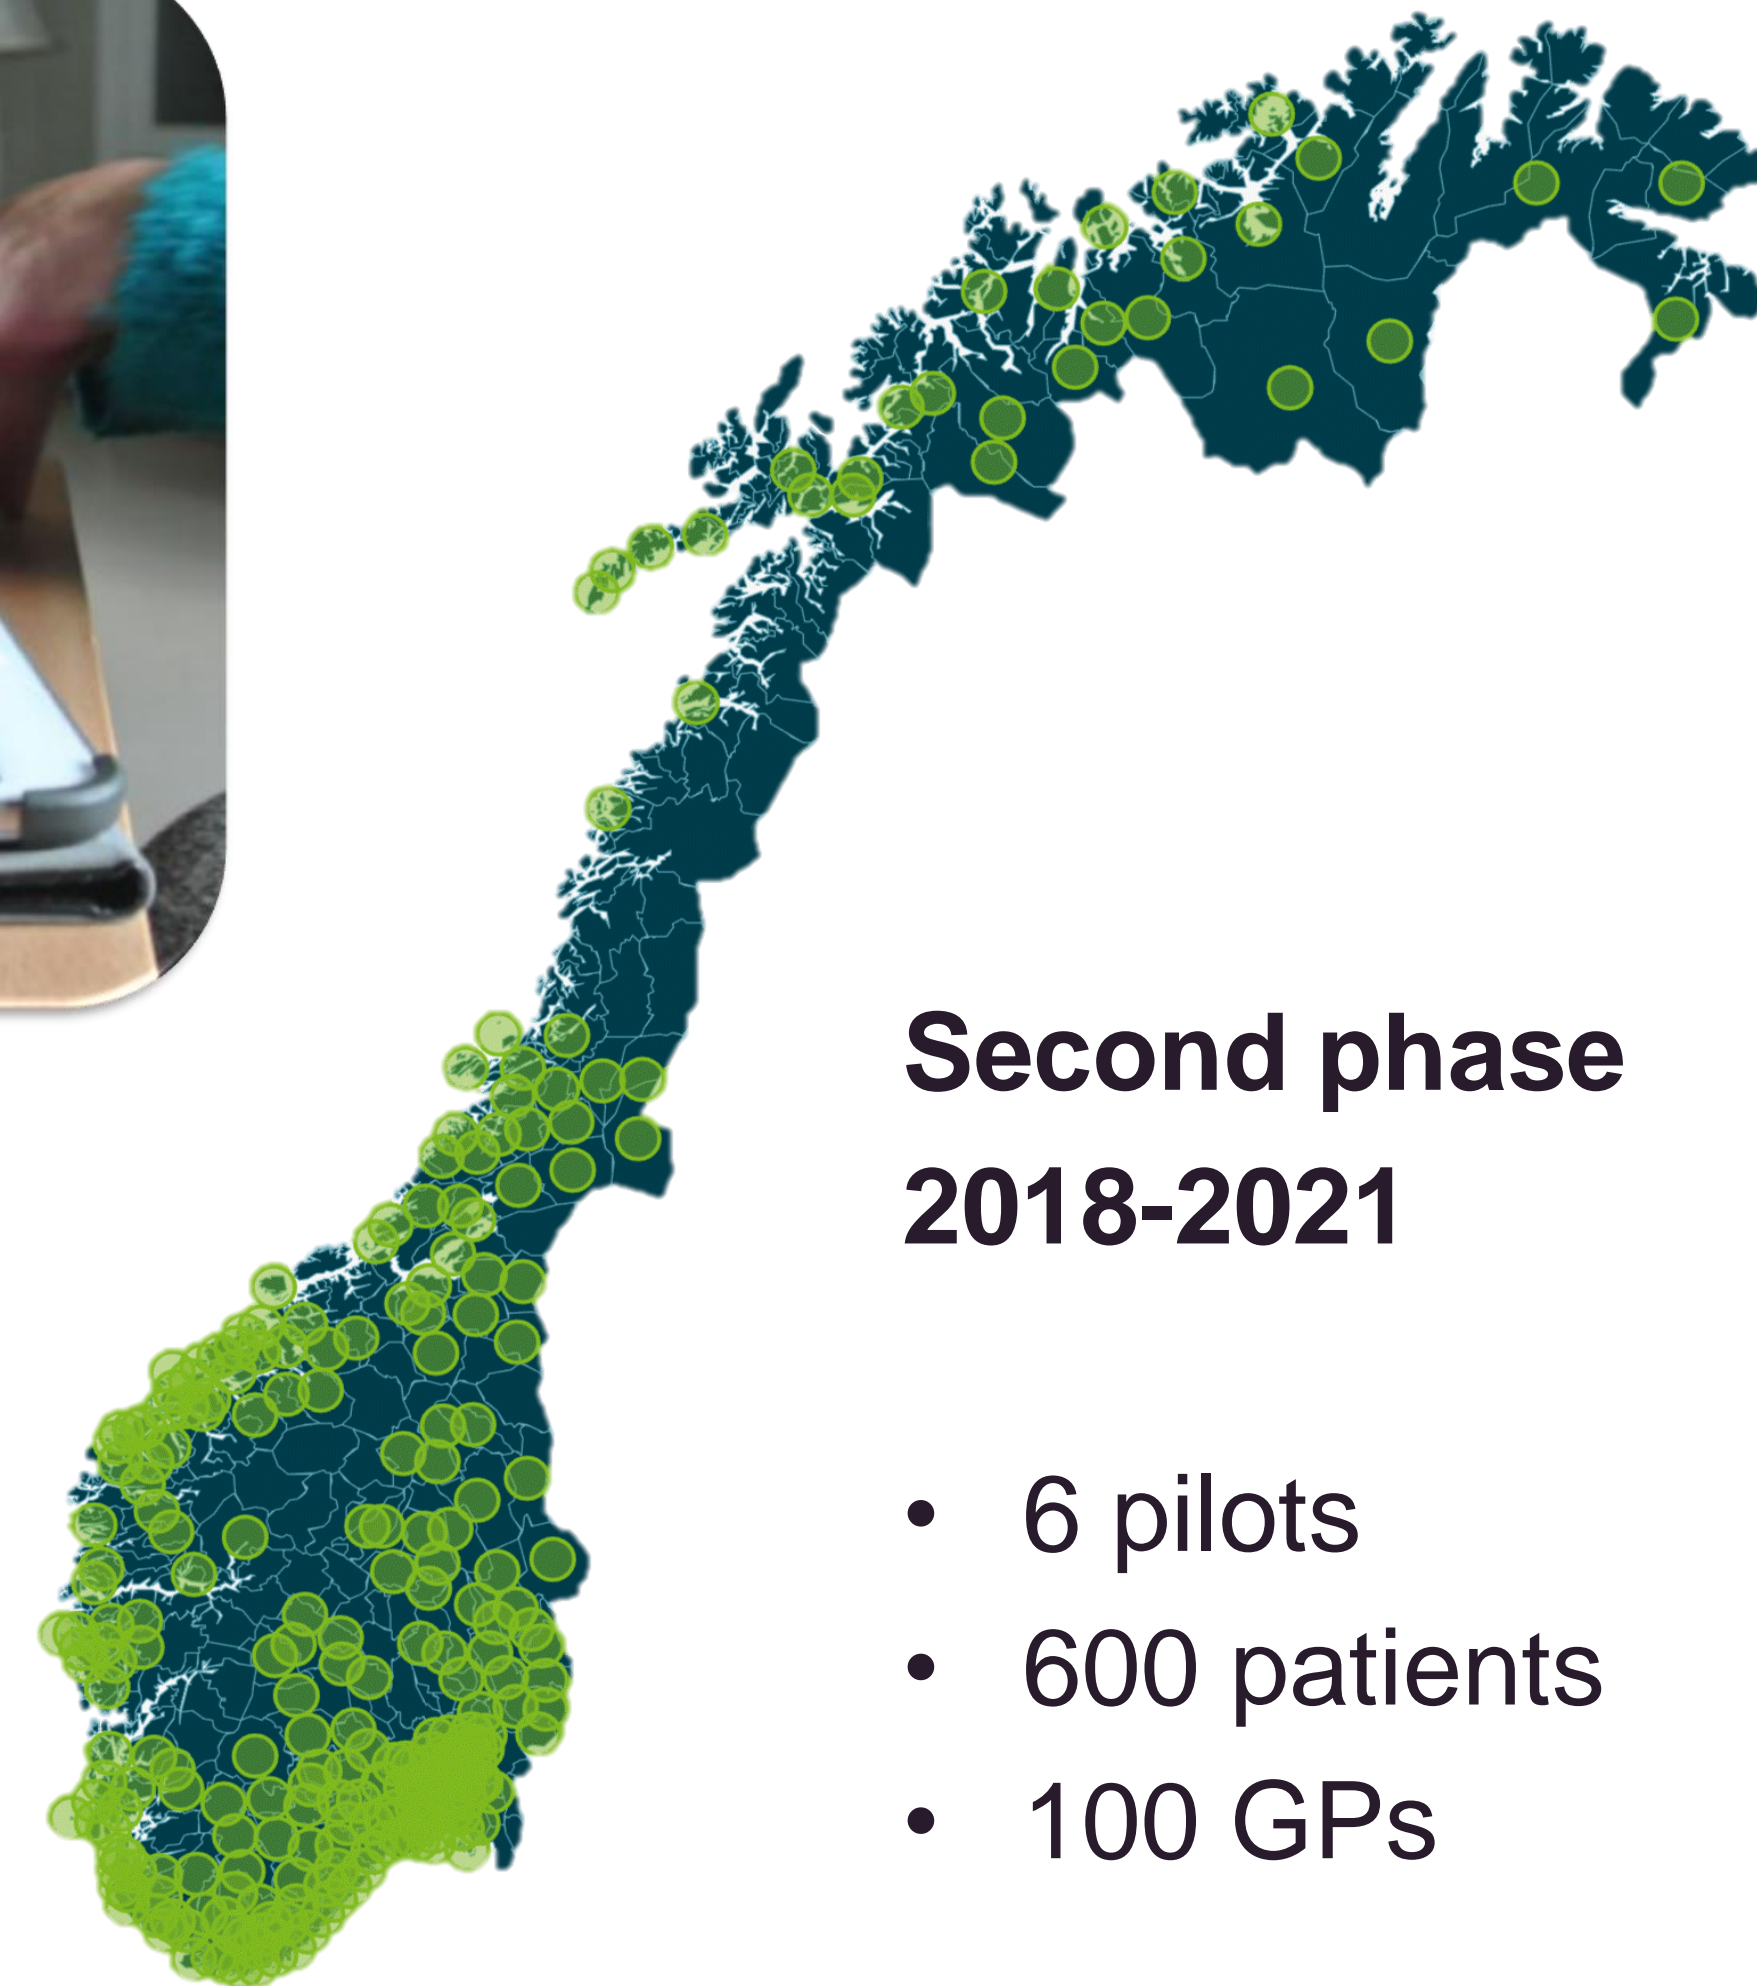 Second phase
2018-2021
• 6 pilots
• 600 patients
• 100 GPs